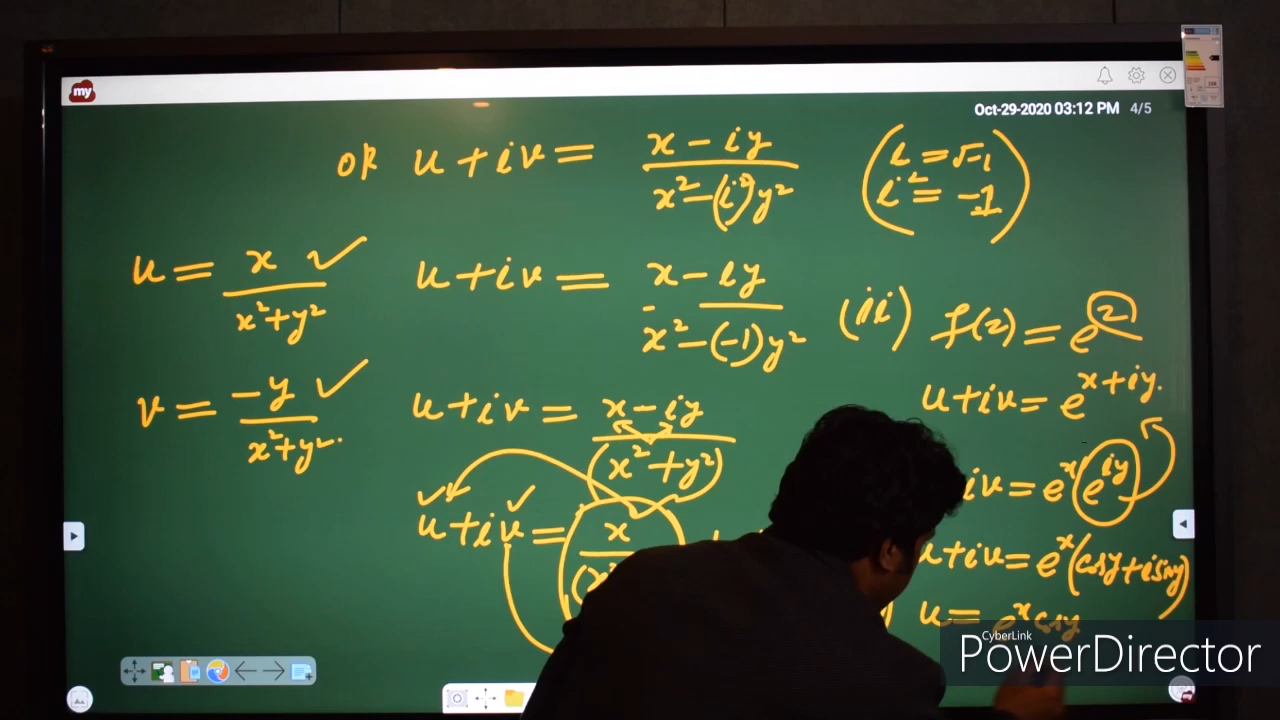 my
Oct-29-2020 03:12 PM 4/5
OR u + iv = x - iy / x² - (i²)y²
(i = √-1
i² = -1)
u = x / x² + y² ✓
u + iv = x - iy / x² - (-1)y²
v = -y / x² + y² ✓
u + iv = x - iy / (x² + y²)
u + iv = x
(ii) f(z) = e^z
u + iv = e^x + iy.
iv = e^x (e^iy)
u + iv = e^x (cos y + i sin y)
u = e^x cos y
CyberLink
PowerDirector